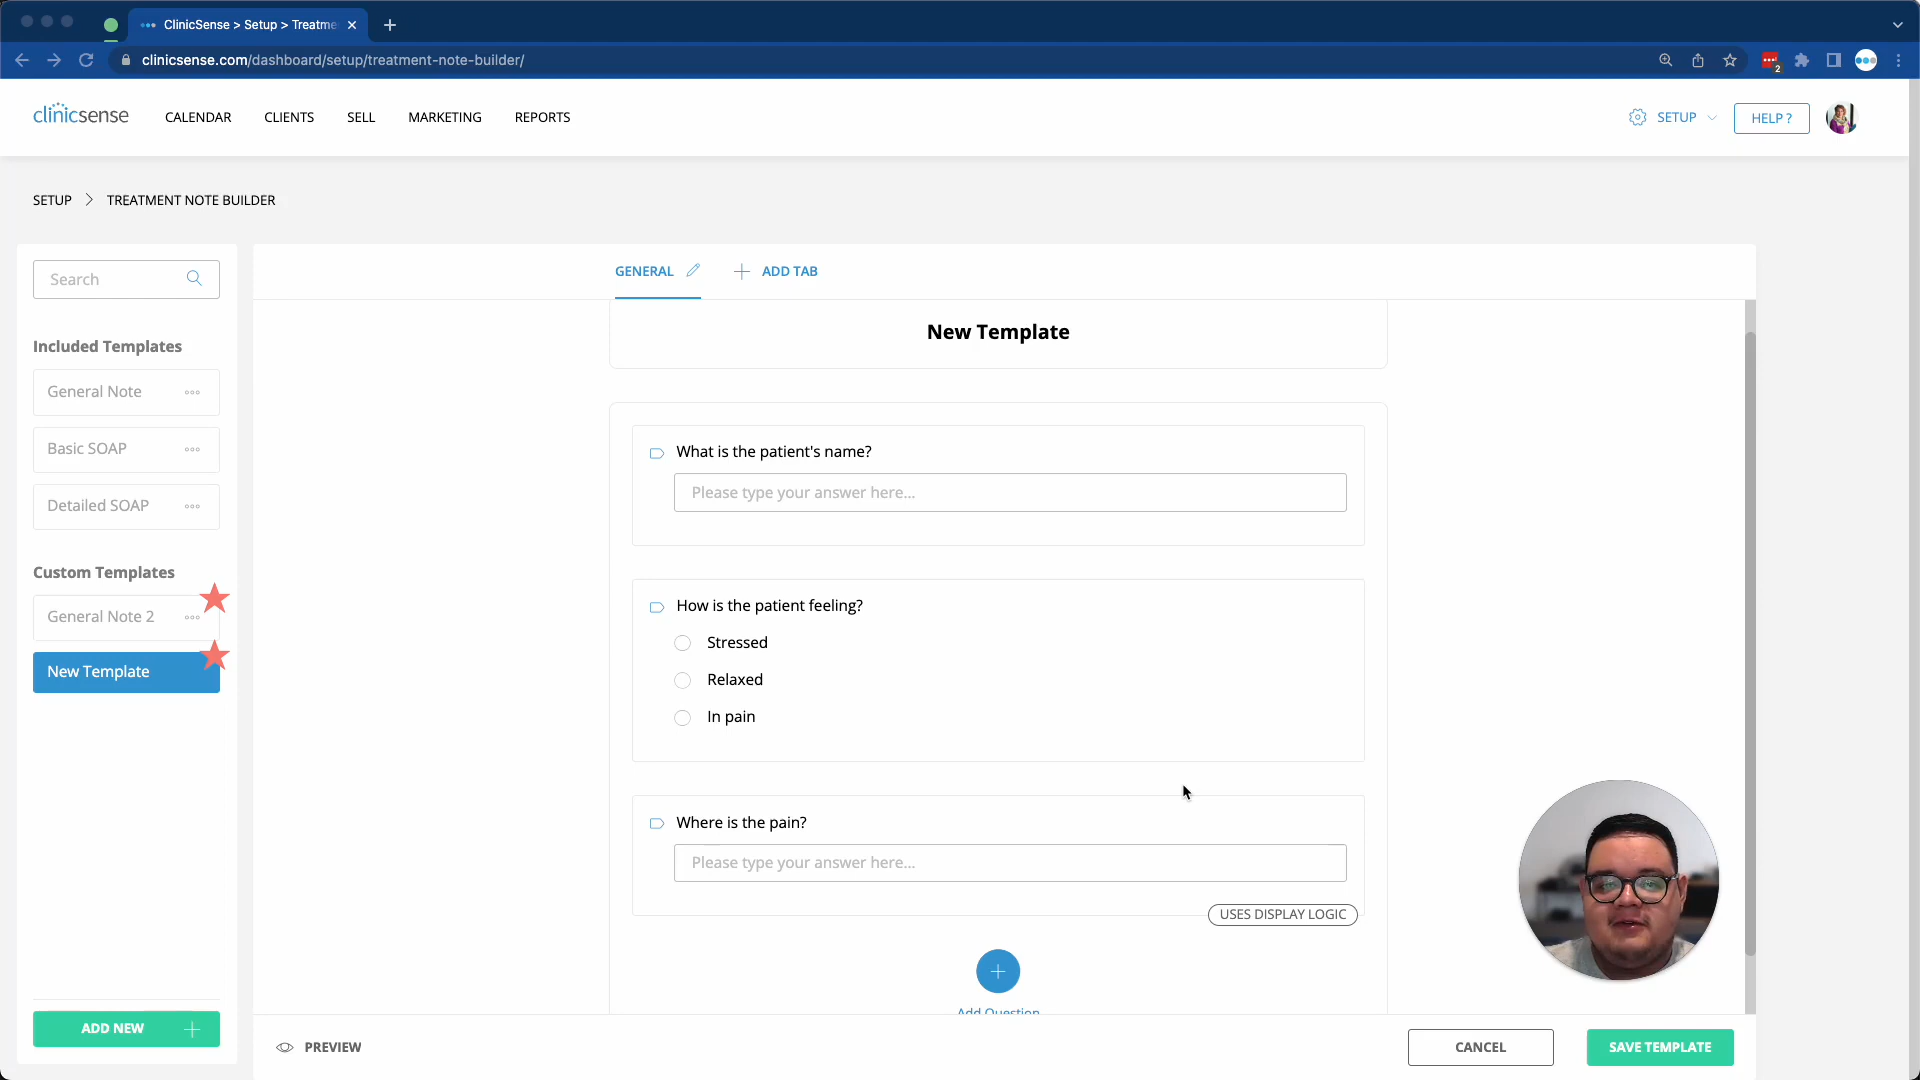 ClinicSense > Setup > Treatme
clinicsense.com/dashboard/setup/treatment-note-builder/
2
clinicsense
CALENDAR
CLIENTS
SELL
MARKETING
REPORTS
SETUP
HELP ?
SETUP > TREATMENT NOTE BUILDER
Search
Included Templates
General Note
Basic SOAP
Detailed SOAP
Custom Templates
General Note 2
New Template
ADD NEW
GENERAL
ADD TAB
New Template
What is the patient's name?
Please type your answer here...
How is the patient feeling?
Stressed
Relaxed
In pain
Where is the pain?
Please type your answer here...
USES DISPLAY LOGIC
Add Question
PREVIEW
CANCEL
SAVE TEMPLATE